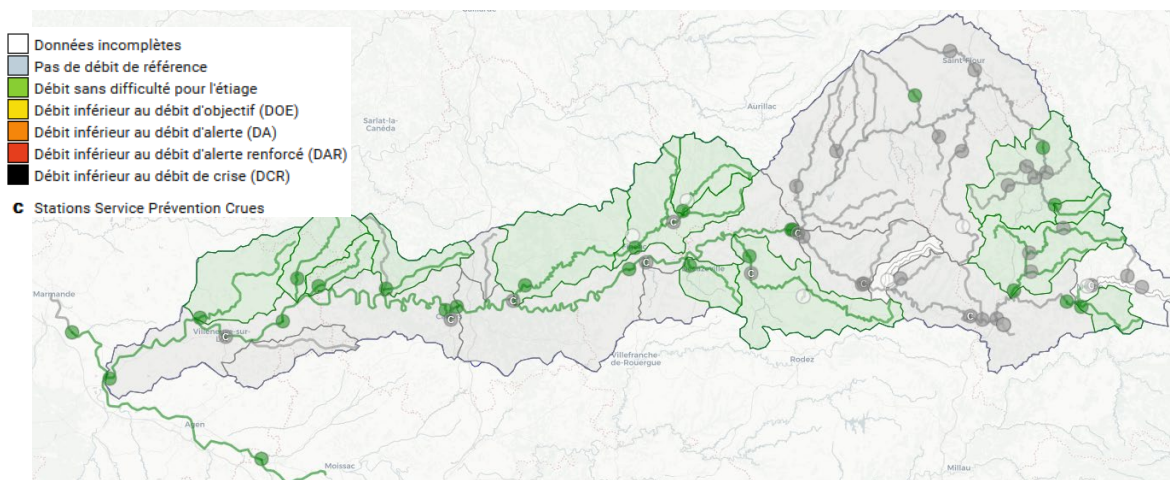 Données incomplètes
Pas de débit de référence
Débit sans difficulté pour l'étiage
Débit inférieur au débit d'objectif (DOE)
Débit inférieur au débit d'alerte (DA)
Débit inférieur au débit d'alerte renforcé (DAR)
Débit inférieur au débit de crise (DCR)
C Stations Service Prévention Crues
Saint-Flour
Aurillac
Sarlat-la-
Canéda
Marmande
Villeneuve-sur-
Villefranche-
de-Rouergue
Rodez
Agen
Moissac
Millau
C
C
C
C
C
C
C
C
C
C